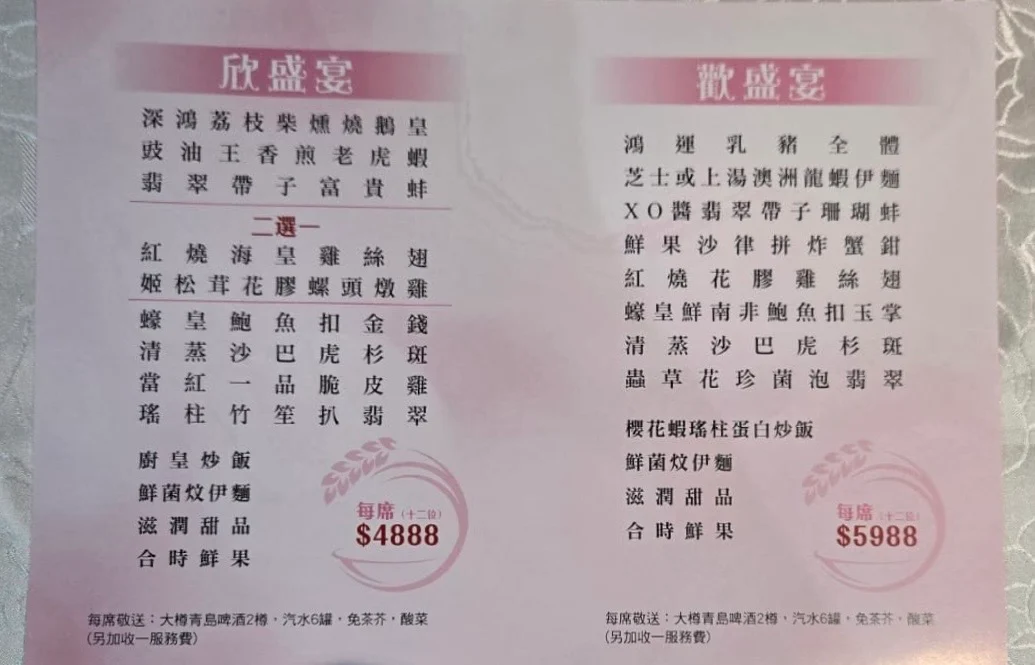 欣盛宴
深鴻荔枝柴燻燒鵝皇
豉油王香煎老虎蝦
翡翠帶子富貴蚌
二選一
紅燒海皇雞絲翅
姬松茸花膠螺頭燉雞
蠔皇鮑魚扣金錢
清蒸沙巴虎杉斑
當紅一品脆皮雞
瑤柱竹笙扒翡翠
廚皇炒飯
鮮菌炆伊麵
滋潤甜品
合時鮮果
每席(十二位)
$4888
每席敬送：大樽青島啤酒2樽，汽水6罐，免茶芥，酸菜
(另加收一服務費)
歡盛宴
鴻運乳豬全體
芝士或上湯澳洲龍蝦伊麵
XO醬翡翠帶子珊瑚蚌
鮮果沙律拼炸蟹鉗
紅燒花膠雞絲翅
蠔皇鮮南非鮑魚扣玉掌
清蒸沙巴虎杉斑
蟲草花珍菌泡翡翠
櫻花蝦瑤柱蛋白炒飯
鮮菌炆伊麵
滋潤甜品
合時鮮果
每席(十二位)
$5988
每席敬送：大樽青島啤酒2樽，汽水6罐，免茶芥，酸菜
(另加收一服務費)